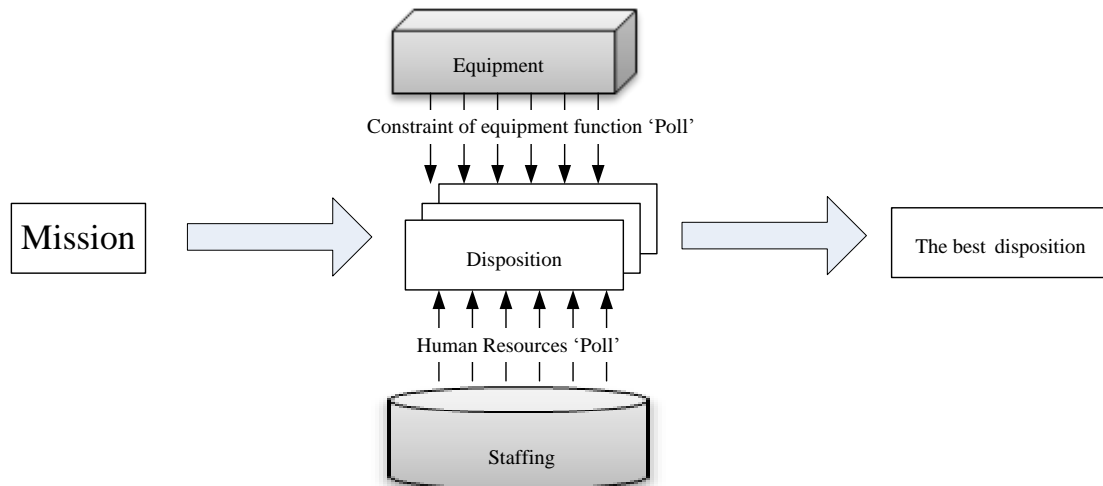 Equipment
Constraint of equipment function ‘Poll’
Mission
Disposition
The best disposition
Human Resources ‘Poll’
Staffing